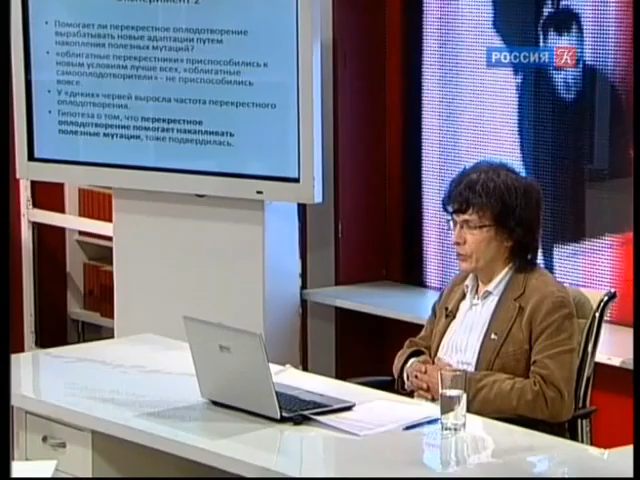 Эксперимент 2
• Помогает ли перекрестное оплодотворение
вырабатывать новые адаптации путем
накопления полезных мутаций?
• «облигатные перекрестники» приспособились к
новым условиям лучше всех, «облигатные
самооплодотворители» - не приспособились
вовсе.
• У «диких» червей выросла частота перекрестного
оплодотворения.
• Гипотеза о том, что перекрестное
оплодотворение помогает накапливать
полезные мутации, тоже подтвердилась.
РОССИЯ К